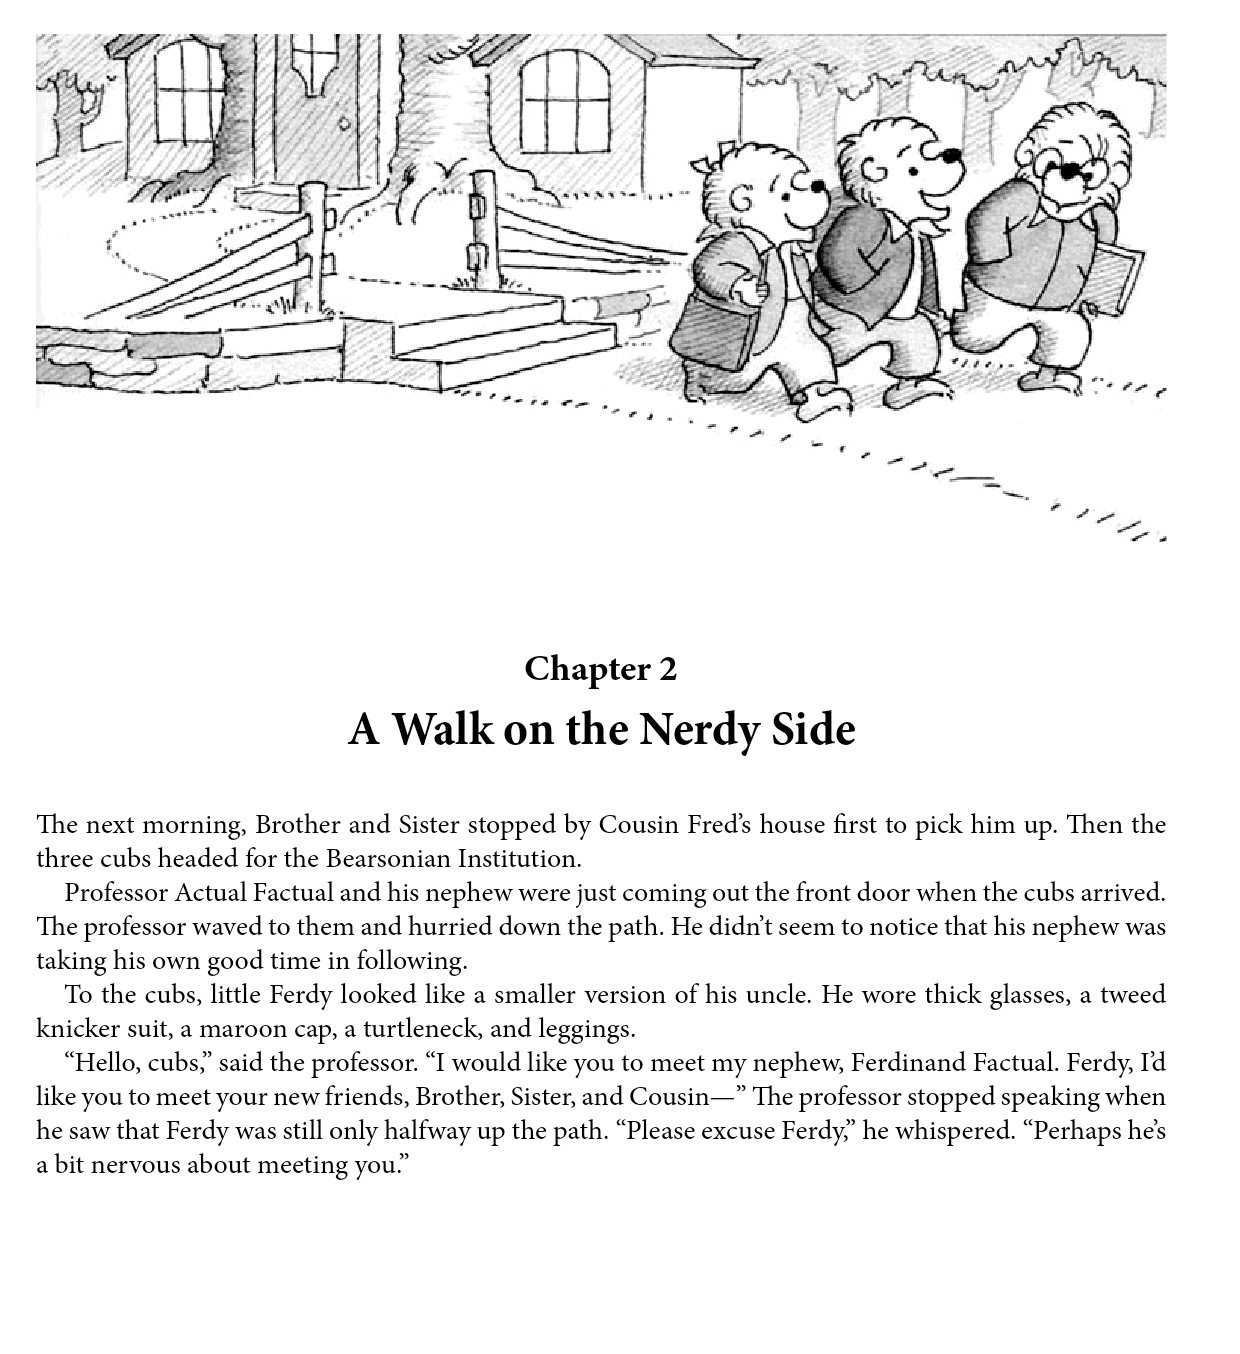 Chapter 2
A Walk on the Nerdy Side
The next morning, Brother and Sister stopped by Cousin Fred’s house first to pick him up. Then the
three cubs headed for the Bearsonian Institution.
Professor Actual Factual and his nephew were just coming out the front door when the cubs arrived.
The professor waved to them and hurried down the path. He didn’t seem to notice that his nephew was
taking his own good time in following.
To the cubs, little Ferdy looked like a smaller version of his uncle. He wore thick glasses, a tweed
knicker suit, a maroon cap, a turtleneck, and leggings.
“Hello, cubs,” said the professor. “I would like you to meet my nephew, Ferdinand Factual. Ferdy, I’d
like you to meet your new friends, Brother, Sister, and Cousin—” The professor stopped speaking when
he saw that Ferdy was still only halfway up the path. “Please excuse Ferdy,” he whispered. “Perhaps he’s
a bit nervous about meeting you.”